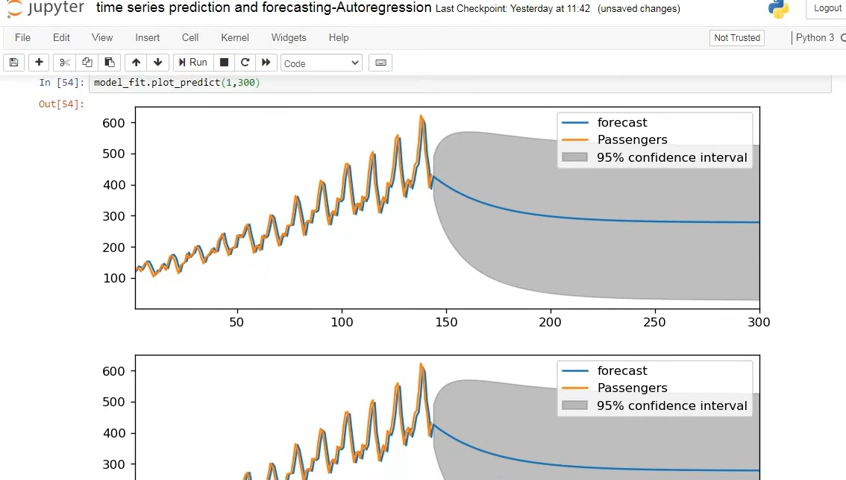 jupyter time series prediction and forecasting-Autoregression Last Checkpoint: Yesterday at 11:42 (unsaved changes) Logout
File Edit View Insert Cell Kernel Widgets Help Not Trusted Python 3
Run Code
In [54]: model_fit.plot_predict(1,300)
Out[54]:
600
500
400
300
200
100
forecast
Passengers
95% confidence interval
50 100 150 200 250 300
600
500
400
300
forecast
Passengers
95% confidence interval